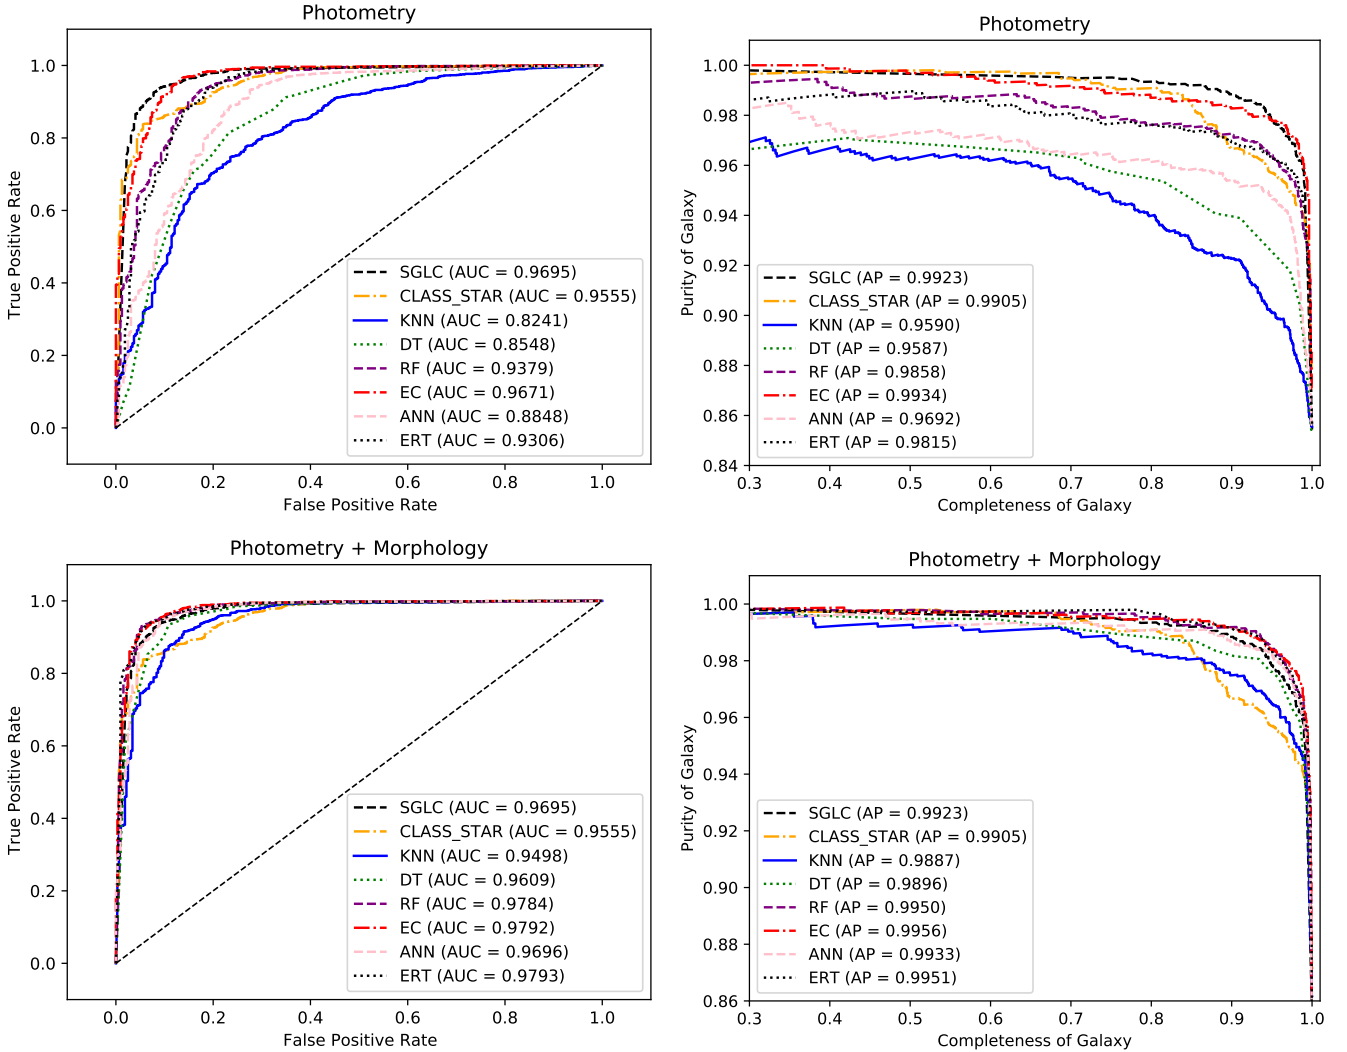 Photometry
True Positive Rate
1.0
0.8
0.6
0.4
0.2
0.0
SGLC (AUC = 0.9695)
CLASS_STAR (AUC = 0.9555)
KNN (AUC = 0.8241)
DT (AUC = 0.8548)
RF (AUC = 0.9379)
EC (AUC = 0.9671)
ANN (AUC = 0.8848)
ERT (AUC = 0.9306)
0.0 0.2 0.4 0.6 0.8 1.0
False Positive Rate
Photometry
Purity of Galaxy
1.00
0.98
0.96
0.94
0.92
0.90
0.88
0.86
0.84
SGLC (AP = 0.9923)
CLASS_STAR (AP = 0.9905)
KNN (AP = 0.9590)
DT (AP = 0.9587)
RF (AP = 0.9858)
EC (AP = 0.9934)
ANN (AP = 0.9692)
ERT (AP = 0.9815)
0.3 0.4 0.5 0.6 0.7 0.8 0.9 1.0
Completeness of Galaxy
Photometry + Morphology
True Positive Rate
1.0
0.8
0.6
0.4
0.2
0.0
SGLC (AUC = 0.9695)
CLASS_STAR (AUC = 0.9555)
KNN (AUC = 0.9498)
DT (AUC = 0.9609)
RF (AUC = 0.9784)
EC (AUC = 0.9792)
ANN (AUC = 0.9696)
ERT (AUC = 0.9793)
0.0 0.2 0.4 0.6 0.8 1.0
False Positive Rate
Photometry + Morphology
Purity of Galaxy
1.00
0.98
0.96
0.94
0.92
0.90
0.88
0.86
SGLC (AP = 0.9923)
CLASS_STAR (AP = 0.9905)
KNN (AP = 0.9887)
DT (AP = 0.9896)
RF (AP = 0.9950)
EC (AP = 0.9956)
ANN (AP = 0.9933)
ERT (AP = 0.9951)
0.3 0.4 0.5 0.6 0.7 0.8 0.9 1.0
Completeness of Galaxy